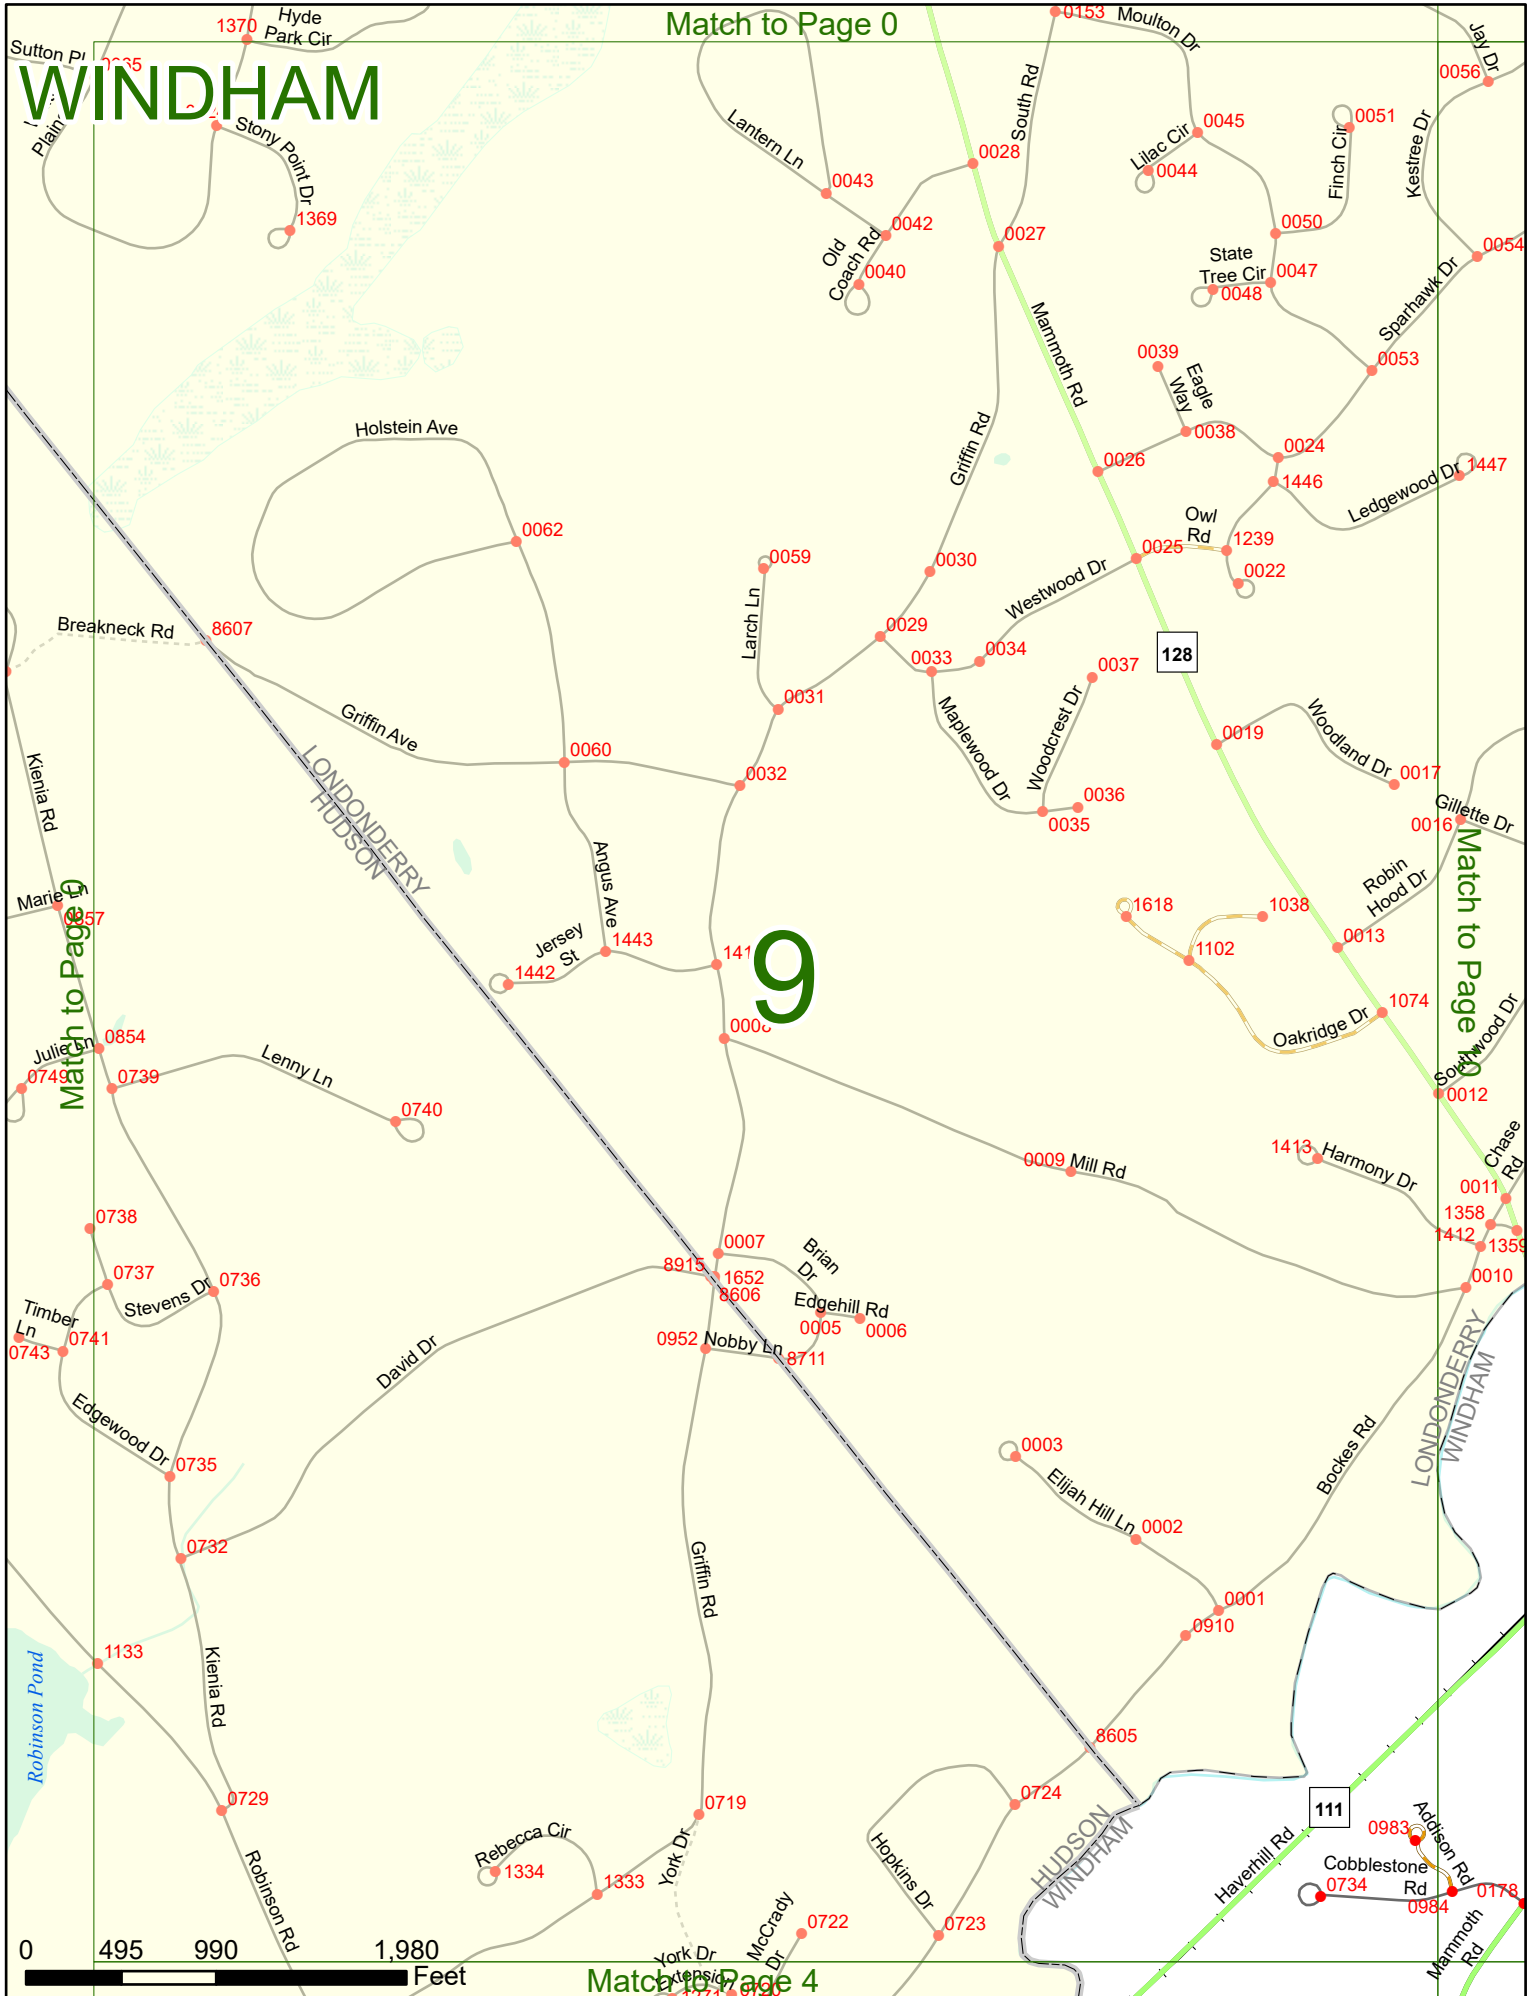 Match to Page 0
WINDHAM
1370
Hyde
Park Cir
Sutton Pl
Plain
Stony Point Dr
1369
0153
Moulton Dr
Jay Dr
0056
South Rd
Lantern Ln
0028
0043
0042
Old
Coach Rd
0040
0027
Lilac Cir
0045
0044
Finch Cir
0051
Kestree Dr
0050
State
Tree Cir
0047
0048
0054
Sparhawk Dr
0053
Mammoth Rd
0039
Eagle
Way
0038
0024
0026
1446
1447
Ledgewood Dr
Griffin Rd
Holstein Ave
0062
0059
0030
0025
Owl
Rd
1239
0022
Westwood Dr
Larch Ln
Breakneck Rd
8607
0029
0033
0034
0037
128
0031
Maplewood Dr
Woodcrest Dr
Woodland Dr
0019
0017
Griffin Ave
0060
0032
0036
0035
Gillette Dr
0016
Kienia Rd
LONDONDERRY
HUDSON
Angus Ave
Robin
Hood Dr
Marie Ln
0857
Match to Page 0
Jersey
St
1443
1442
9
1618
1038
1102
0013
Match to Page 10
1074
Oakridge Dr
Southwood Dr
0012
Julie Ln
0854
0749
0739
Lenny Ln
0740
0009
Mill Rd
1413
Harmony Dr
Chase
Rd
0011
1358
1412
1359
0010
0738
0737
0736
Stevens Dr
Timber
Ln
0743
0741
0007
8915
1652
8606
Brian
Dr
Edgehill Rd
0005
0006
0952
Nobby Ln
8711
David Dr
LONDONDERRY
WINDHAM
Edgewood Dr
0735
0003
Elijah Hill Ln
0002
Bockes Rd
0732
Griffin Rd
0001
0910
1133
Kienia Rd
Robinson Pond
8605
0729
0719
0724
111
HUDSON
WINDHAM
Haverhill Rd
0983
Addison Rd
Cobblestone
Rd
0734
0984
0178
Mammoth
Rd
Rebecca Cir
1334
1333
York Dr
Hopkins Dr
0723
Robinson Rd
McCrady
Dr
0722
York Dr
Extension
0 495 990 1,980
Feet
Match to Page 4